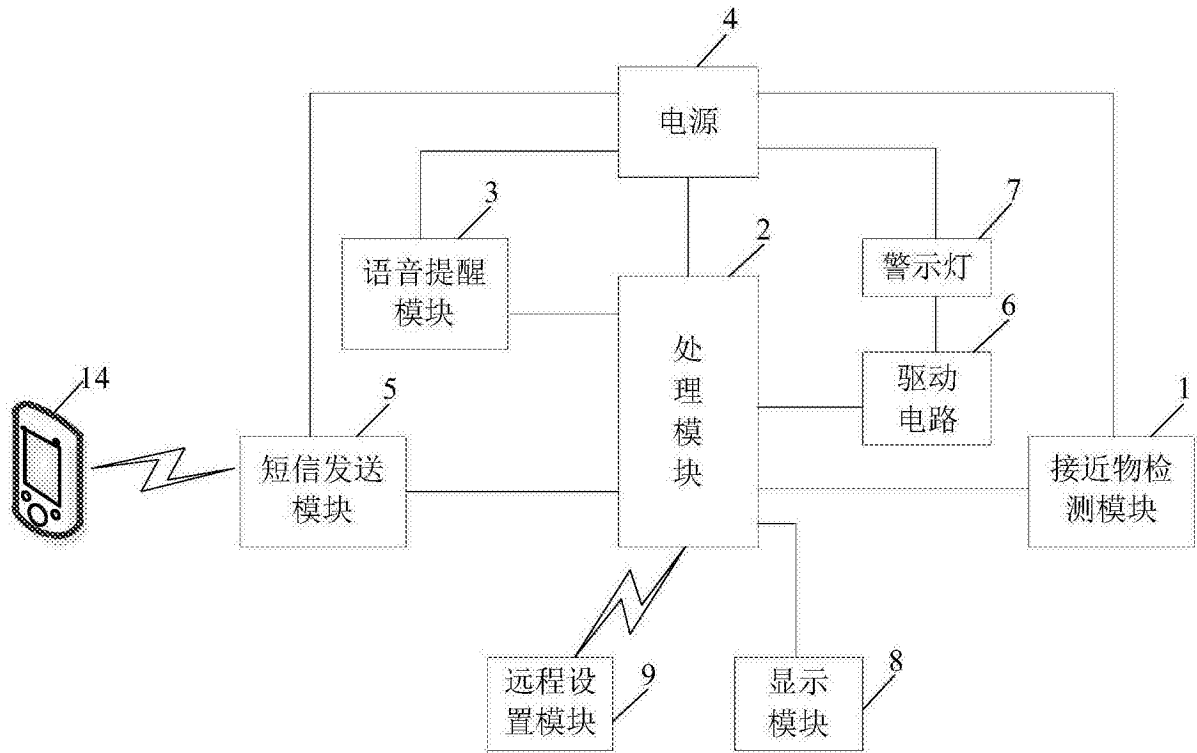 4
电源
3
语音提醒
模块
7
警示灯
2
处
理
模
块
6
驱动
电路
14
5
短信发送
模块
1
接近物检
测模块
9
远程设
置模块
8
显示
模块